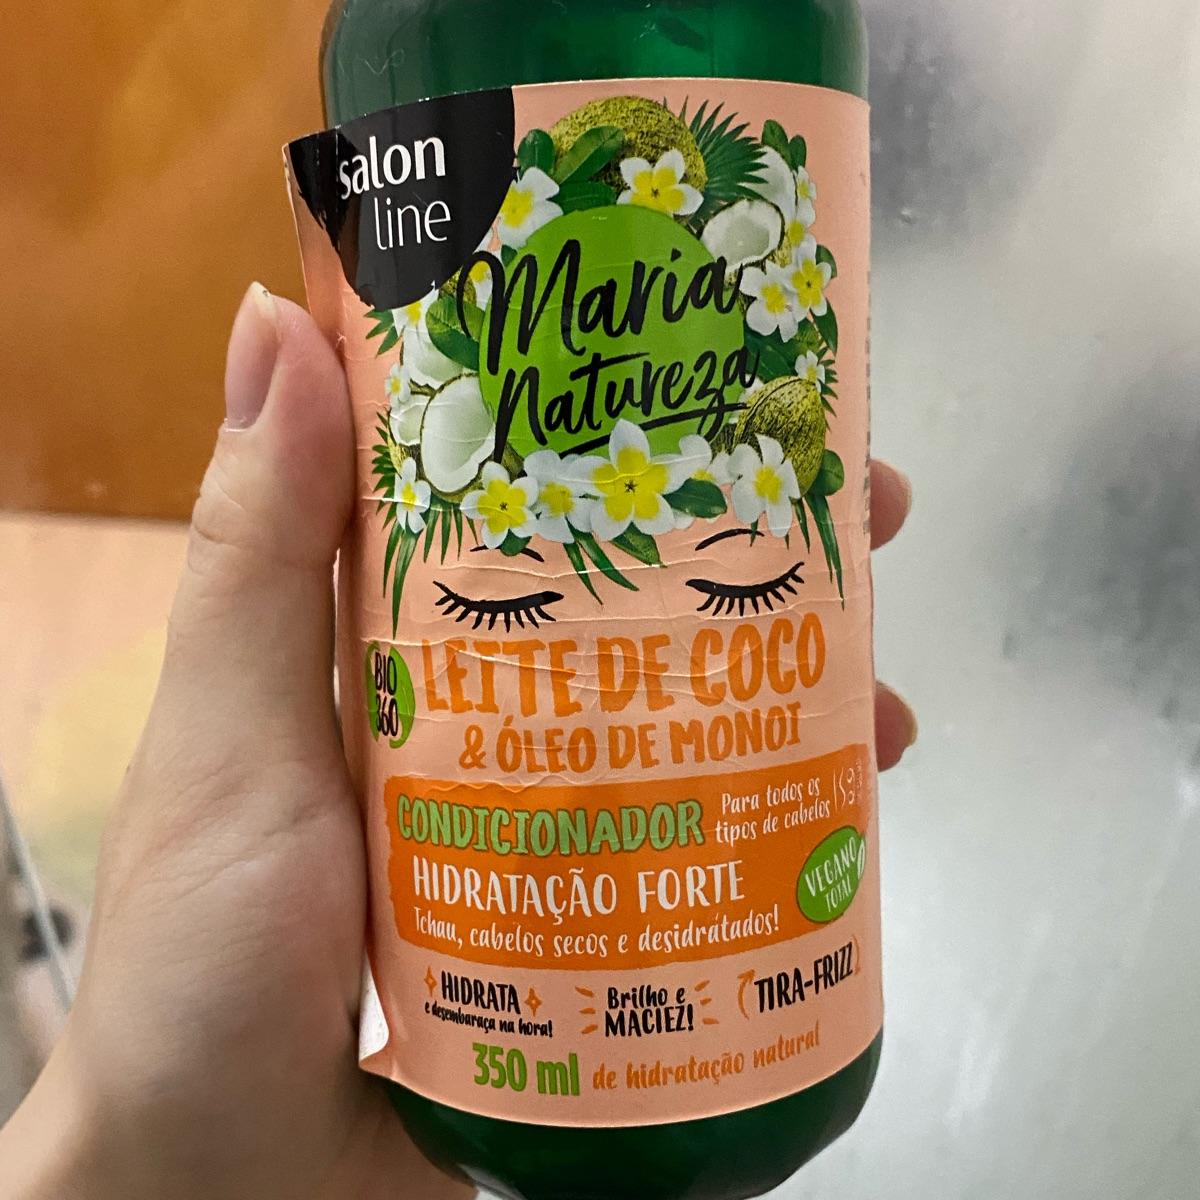 salon
line
Maria
Natureza
BIO
360
LEITE DE COCO
& ÓLEO DE MONOI
CONDICIONADOR
Para todos os
tipos de cabelos
HIDRATAÇÃO FORTE
VEGANO
TOTAL
Tchau, cabelos secos e desidratados!
HIDRATA
e desembaraça na hora!
Brilho e
MACIEZ!
TIRA-FRIZZ
350 ml de hidratação natural